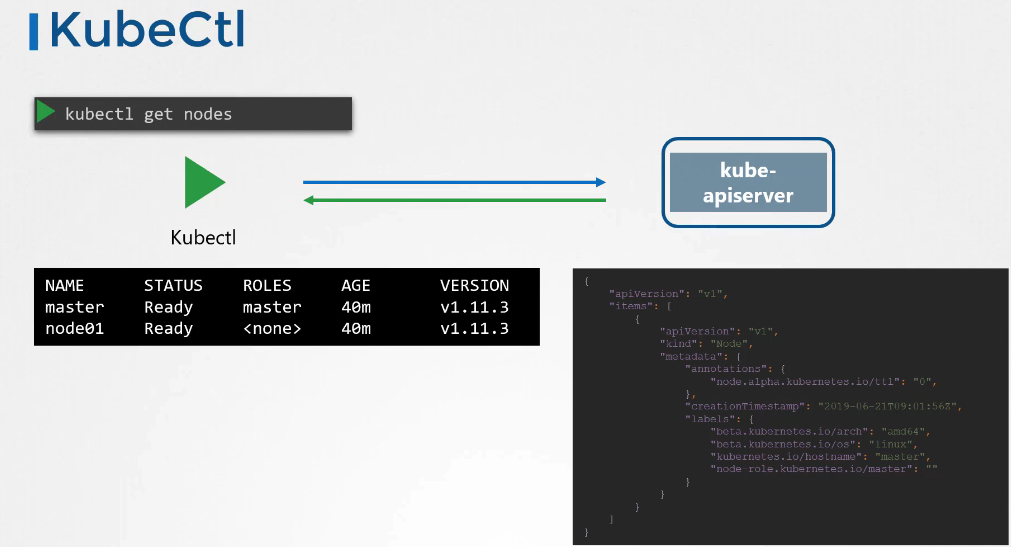 KubeCtl
kubectl get nodes
Kubectl
kube-
apiserver
NAME STATUS ROLES AGE VERSION
master Ready master 40m v1.11.3
node01 Ready <none> 40m v1.11.3
{
"apiVersion": "v1",
"items": [
{
"apiVersion": "v1",
"kind": "Node",
"metadata": {
"annotations": {
"node.alpha.kubernetes.io/ttl": "0",
},
"creationTimestamp": "2019-06-21T09:01:56Z",
"labels": {
"beta.kubernetes.io/arch": "amd64",
"beta.kubernetes.io/os": "linux",
"kubernetes.io/hostname": "master",
"node-role.kubernetes.io/master": ""
}
}
}
]
}